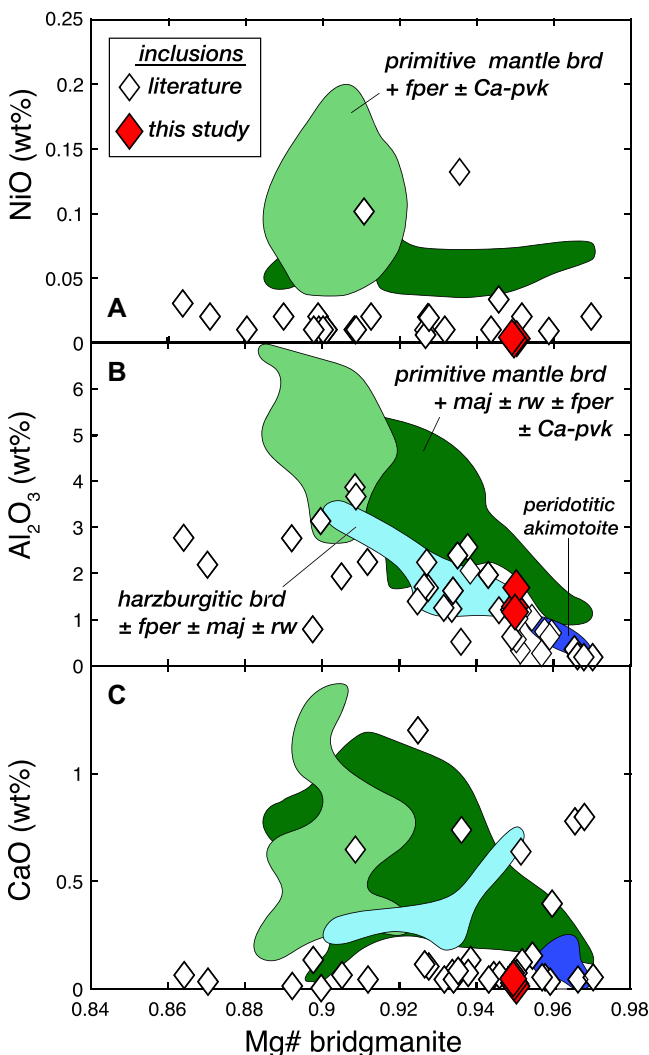 0.25
0.2
0.15
0.1
0.05
0
NiO (wt%)
inclusions
literature
this study
primitive mantle brd
+ fper ± Ca-pvk
A
6
5
4
3
2
1
0
Al2O3 (wt%)
B
primitive mantle brd
+ maj ± rw ± fper
± Ca-pvk
peridotitic
akimotoite
harzburgitic brd
± fper ± maj ± rw
C
1
0.5
0
CaO (wt%)
0.84
0.86
0.88
0.9
0.92
0.94
0.96
0.98
Mg# bridgmanite